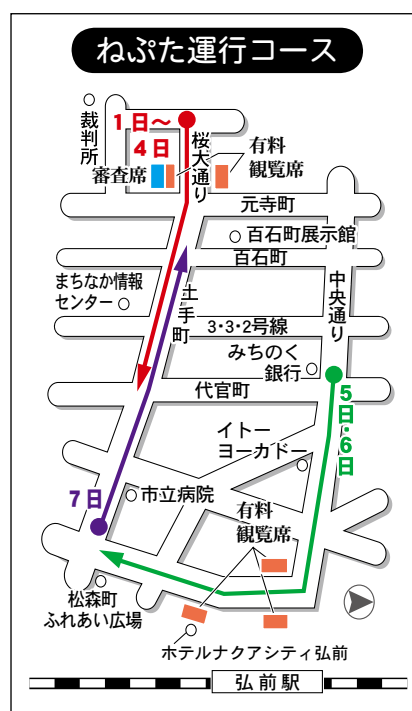 ねぷた運行コース
裁判所
1日〜
4日
桜大通り
有料
観覧席
審査席
元寺町
百石町展示館
百石町
まちなか情報
センター
土手町
中央通り
3・3・2号線
みちのく
銀行
代官町
5日・6日
イトー
ヨーカドー
7日
市立病院
有料
観覧席
松森町
ふれあい広場
ホテルナクアシティ弘前
弘前駅